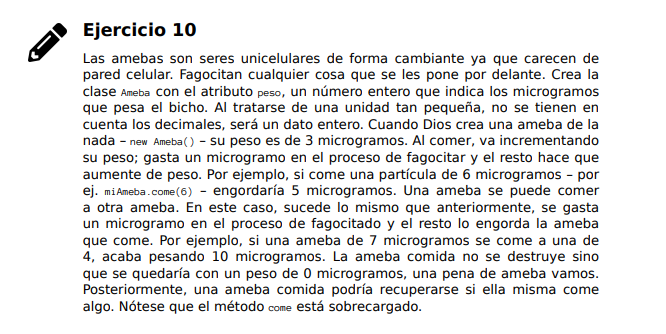 Ejercicio 10
Las amebas son seres unicelulares de forma cambiante ya que carecen de
pared celular. Fagocitan cualquier cosa que se les pone por delante. Crea la
clase Ameba con el atributo peso, un número entero que indica los microgramos
que pesa el bicho. Al tratarse de una unidad tan pequeña, no se tienen en
cuenta los decimales, será un dato entero. Cuando Dios crea una ameba de la
nada – new Ameba() – su peso es de 3 microgramos. Al comer, va incrementando
su peso; gasta un microgramo en el proceso de fagocitar y el resto hace que
aumente de peso. Por ejemplo, si come una partícula de 6 microgramos – por
ej. miAmeba.come(6) – engordaría 5 microgramos. Una ameba se puede comer
a otra ameba. En este caso, sucede lo mismo que anteriormente, se gasta
un microgramo en el proceso de fagocitado y el resto lo engorda la ameba
que come. Por ejemplo, si una ameba de 7 microgramos se come a una de
4, acaba pesando 10 microgramos. La ameba comida no se destruye sino
que se quedaría con un peso de 0 microgramos, una pena de ameba vamos.
Posteriormente, una ameba comida podría recuperarse si ella misma come
algo. Nótese que el método come está sobrecargado.